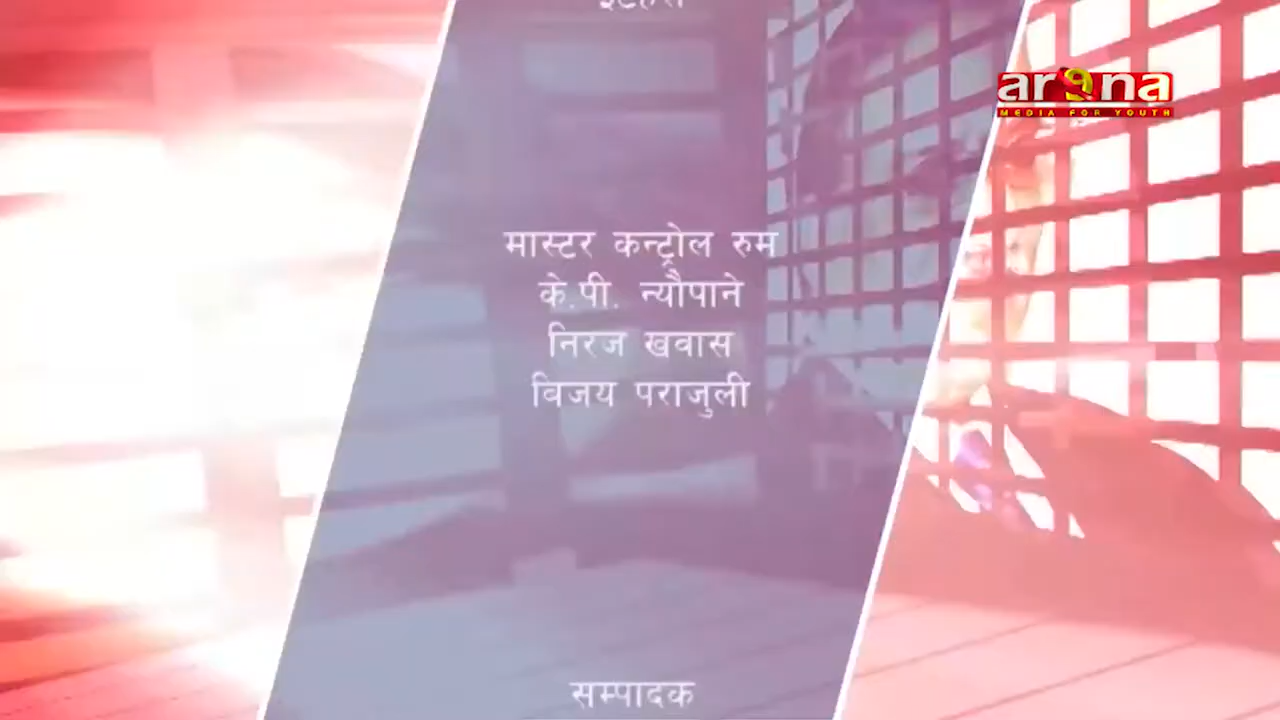 arena
MEDIA FOR YOUTH
मास्टर कन्ट्रोल रुम
के.पी. न्यौपाने
निरज खवास
विजय पराजुली
सम्पादक